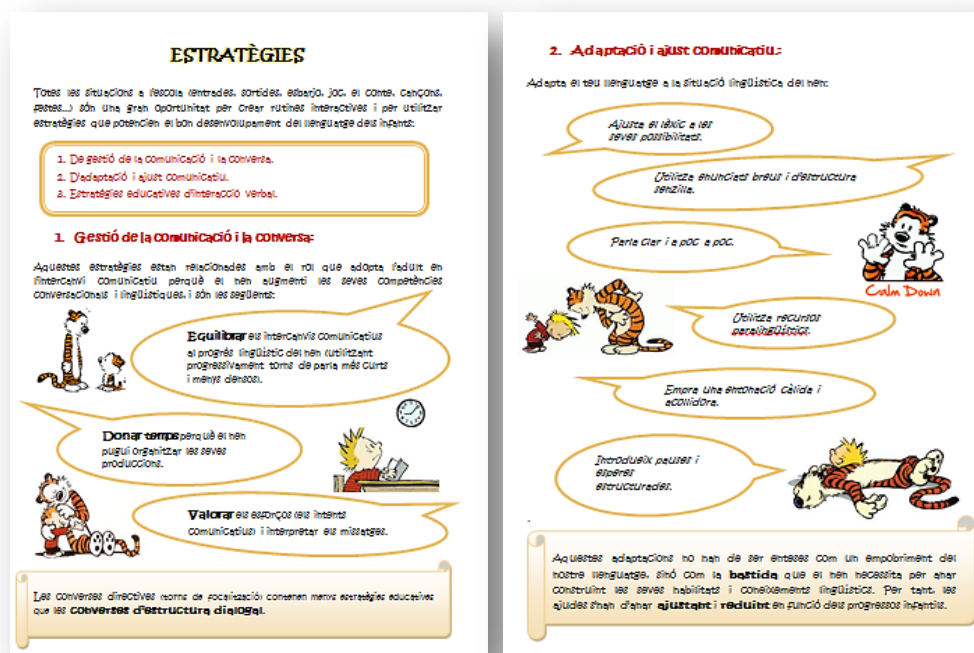 ESTRATÈGIES
Totes les situacions a l'escola (entrades, sortides, esbarjo, joc, el conte, cançons,
festes...) són una gran oportunitat per crear rutines interactives i per utilitzar
estratègies que potencien el bon desenvolupament del llenguatge dels infants:
1. De gestió de la comunicació i la conversa.
2. D'adaptació i ajust comunicatiu.
3. Estratègies educatives d'interacció verbal.
1. Gestió de la comunicació i la conversa:
Aquestes estratègies estan relacionades amb el rol que adopta l'adult en
l'intercanvi comunicatiu perquè el nen augmenti les seves competències
conversacionals i lingüístiques, i són les següents:
Equilibrar els intercanvis comunicatius
al progrés lingüístic del nen (utilitzant
progressivament torns de parla més curts
i menys densos).
Donar temps perquè el nen
pugui organitzar les seves
produccions.
Valorar els esforços (els intents
comunicatius) i interpretar els missatges.
Les converses directives (torns de focalització) contenen menys estratègies educatives
que les converses d'estructura dialogal.
2. Adaptació i ajust comunicatiu:
Adapta el teu llenguatge a la situació lingüística del nen:
Ajusta el lèxic a les
seves possibilitats.
Utilitza enunciats breus i d'estructura
senzilla.
Parla clar i a poc a poc.
Calm Down
Utilitza recursos
paralingüístics.
Empra una entonació càlida i
acollidora.
Introdueix pauses i
esperes
estructurades.
Aquestes adaptacions no han de ser enteses com un empobriment del
nostre llenguatge, sinó com la bastida que el nen necessita per anar
construint les seves habilitats i coneixements lingüístics. Per tant, les
ajudes s'han d'anar ajustant i reduint en funció dels progressos infantils.